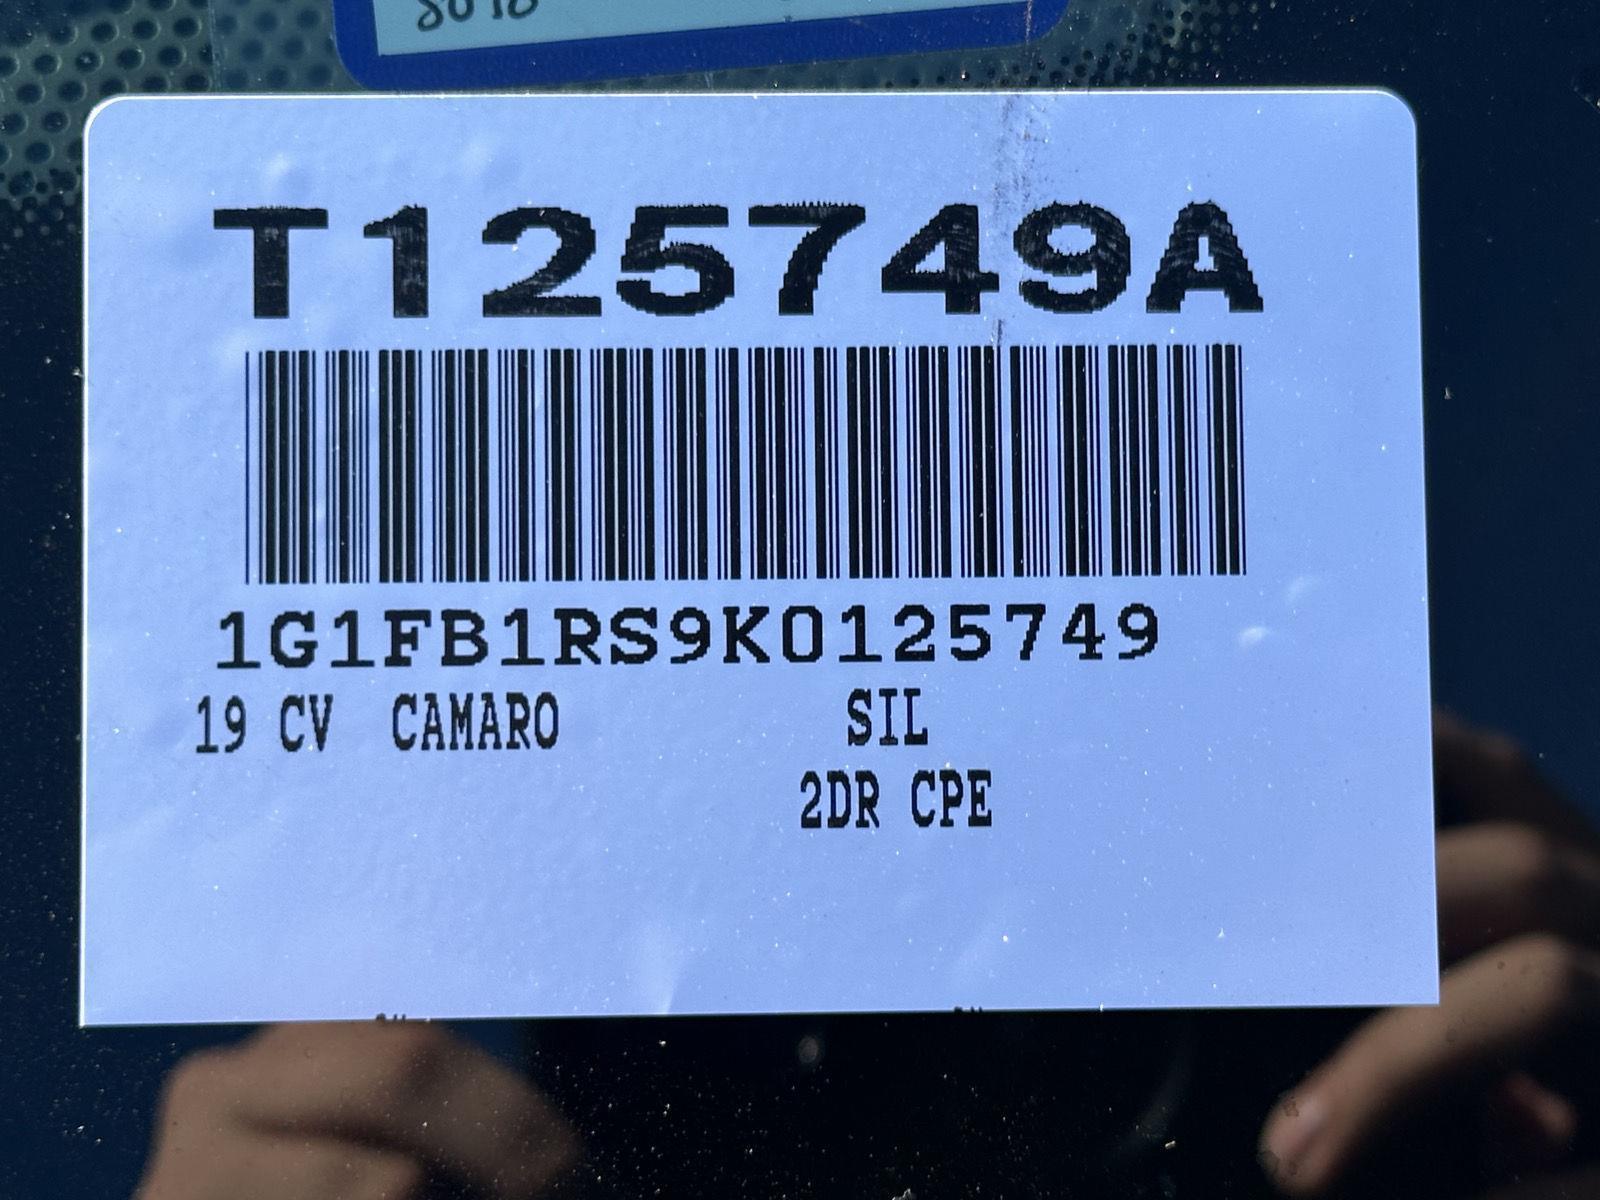 T125749A
1G1FB1RS9K0125749
19 CV CAMARO SIL
2DR CPE